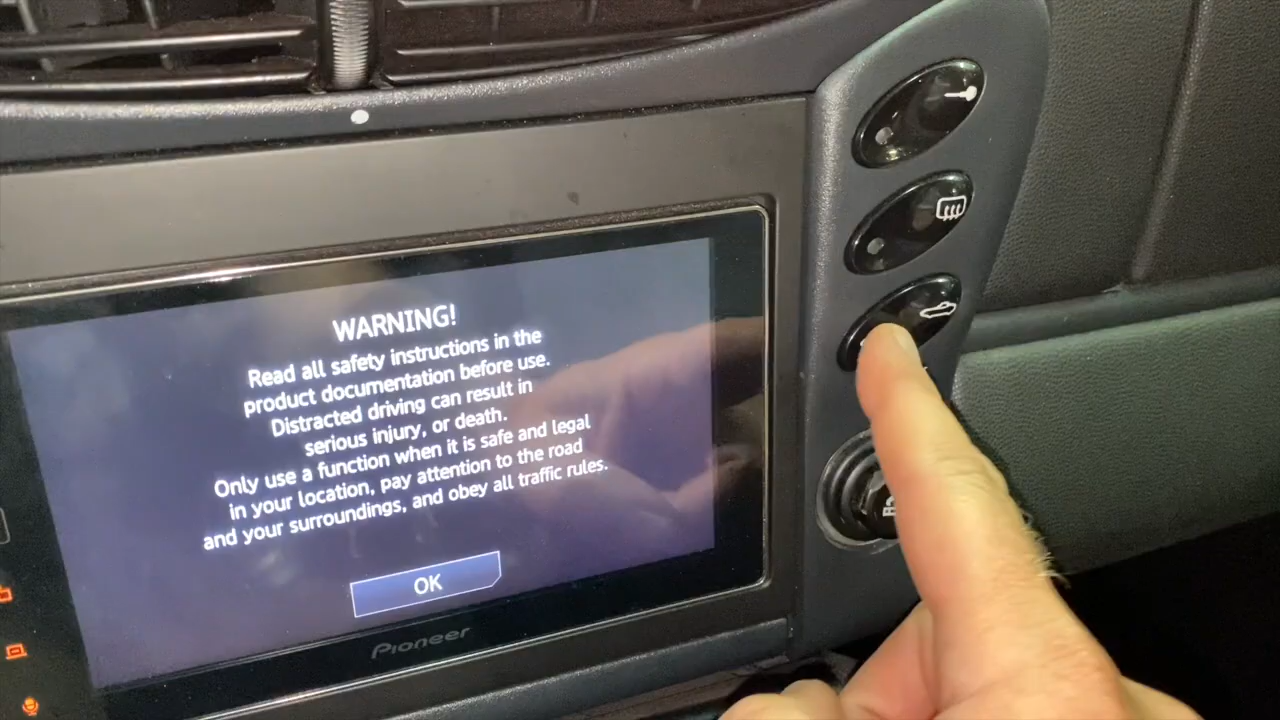 WARNING!
Read all safety instructions in the
product documentation before use.
Distracted driving can result in
serious injury, or death.
Only use a function when it is safe and legal
in your location, pay attention to the road
and your surroundings, and obey all traffic rules.
OK
Pioneer